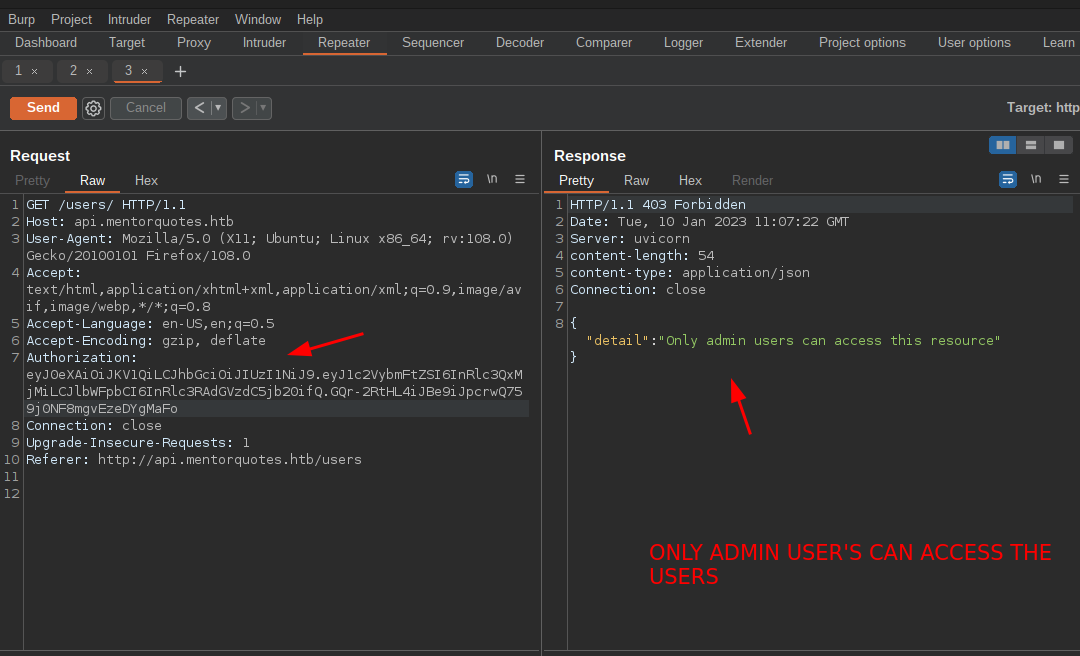 Burp Project Intruder Repeater Window Help
Dashboard Target Proxy Intruder Repeater Sequencer Decoder Comparer Logger Extender Project options User options Learn
1 × 2 × 3 × +
Send Cancel < ▼ > ▼ Target: http
Request
Pretty Raw Hex \n ≡
1 GET /users/ HTTP/1.1
2 Host: api.mentorquotes.htb
3 User-Agent: Mozilla/5.0 (X11; Ubuntu; Linux x86_64; rv:108.0)
Gecko/20100101 Firefox/108.0
4 Accept:
text/html,application/xhtml+xml,application/xml;q=0.9,image/av
if,image/webp,*/*;q=0.8
5 Accept-Language: en-US,en;q=0.5
6 Accept-Encoding: gzip, deflate
7 Authorization:
eyJ0eXAiOiJKV1QiLCJhbGciOiJIUzI1NiJ9.eyJ1c2VybmFtZSI6InRlc3QxM
jMiLCJlbWFpbCI6InRlc3RAdGVzdC5jb20ifQ.GQr-2RtHL4iJBe9iJpcrwQ75
9j0NF8mgvEzeDYgMaFo
8 Connection: close
9 Upgrade-Insecure-Requests: 1
10 Referer: http://api.mentorquotes.htb/users
11
12
Response
Pretty Raw Hex Render \n ≡
1 HTTP/1.1 403 Forbidden
2 Date: Tue, 10 Jan 2023 11:07:22 GMT
3 Server: uvicorn
4 content-length: 54
5 content-type: application/json
6 Connection: close
7
8 {
"detail":"Only admin users can access this resource"
}
ONLY ADMIN USER'S CAN ACCESS THE
USERS